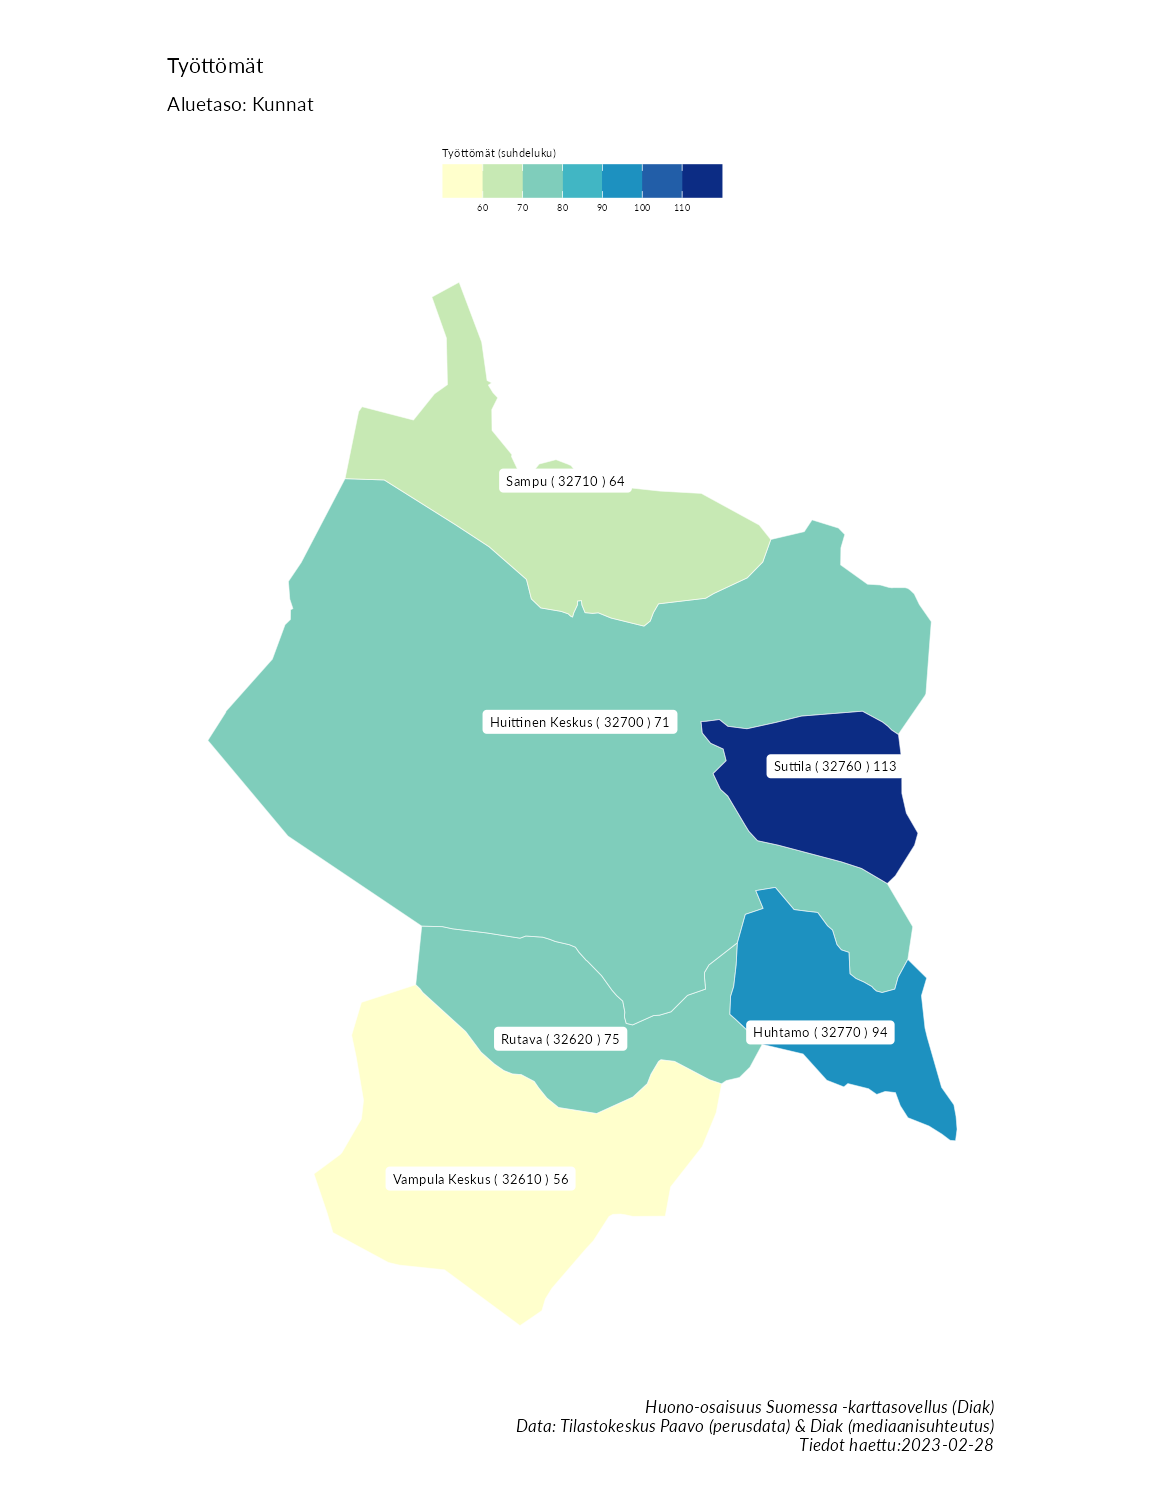 Työttömät
Aluetaso: Kunnat
Työttömät (suhdeluku)
60 70 80 90 100 110
Sampu ( 32710 ) 64
Huittinen Keskus ( 32700 ) 71
Suttila ( 32760 ) 113
Huhtamo ( 32770 ) 94
Rutava ( 32620 ) 75
Vampula Keskus ( 32610 ) 56
Huono-osaisuus Suomessa -karttasovellus (Diak)
Data: Tilastokeskus Paavo (perusdata) & Diak (mediaanisuhteutus)
Tiedot haettu:2023-02-28